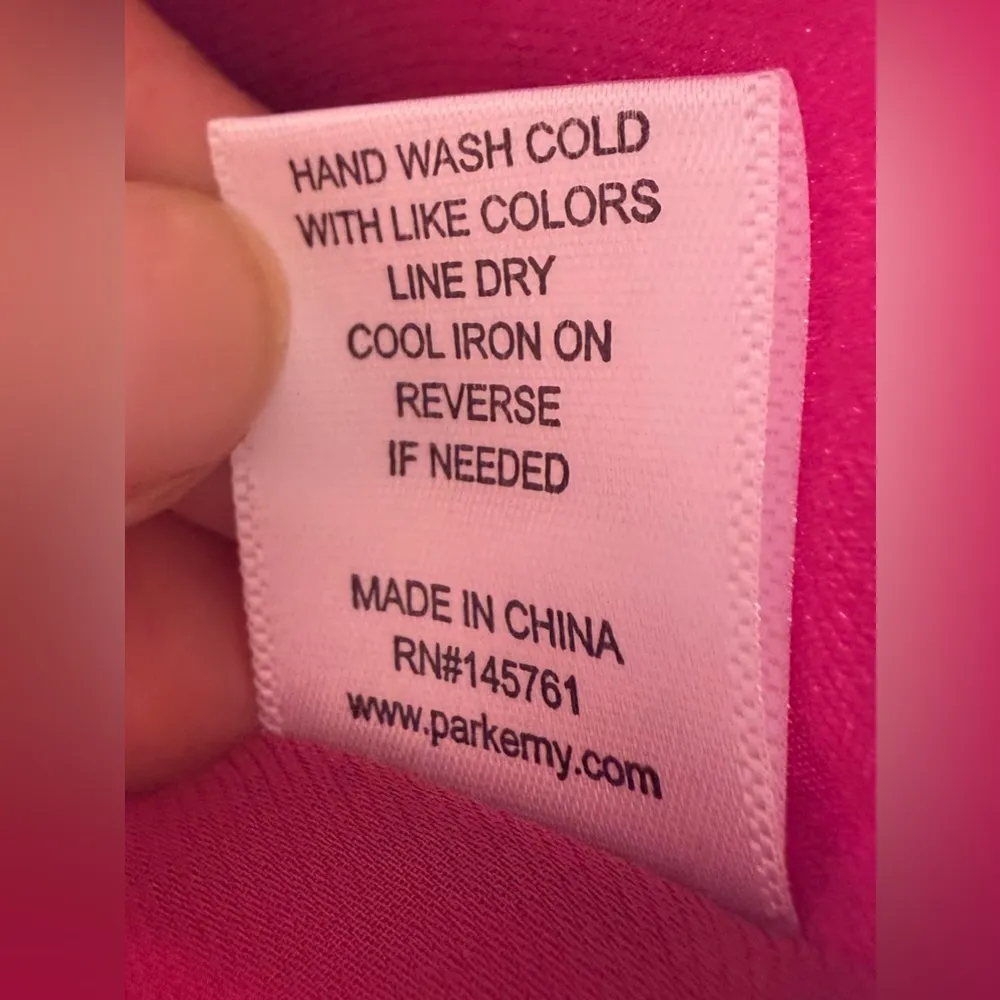 HAND WASH COLD
WITH LIKE COLORS
LINE DRY
COOL IRON ON
REVERSE
IF NEEDED
MADE IN CHINA
RN#145761
www.parkerny.com